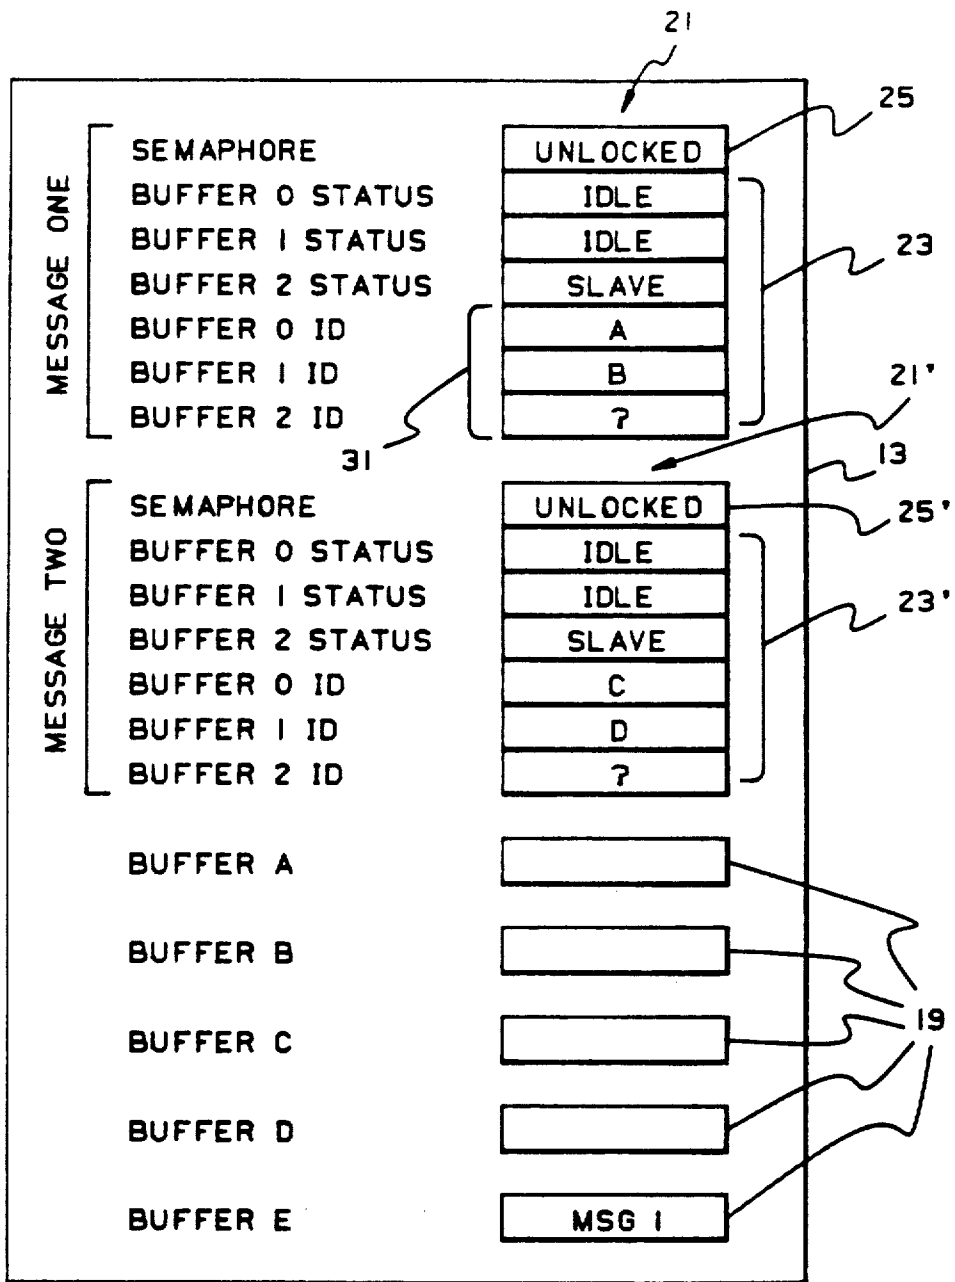 21
25
MESSAGE ONE
SEMAPHORE UNLOCKED
BUFFER 0 STATUS IDLE
BUFFER 1 STATUS IDLE
23
BUFFER 2 STATUS SLAVE
BUFFER 0 ID A
BUFFER 1 ID B
21'
BUFFER 2 ID ?
31
13
MESSAGE TWO
SEMAPHORE UNLOCKED
25'
BUFFER 0 STATUS IDLE
BUFFER 1 STATUS IDLE
23'
BUFFER 2 STATUS SLAVE
BUFFER 0 ID C
BUFFER 1 ID D
BUFFER 2 ID ?
BUFFER A
BUFFER B
19
BUFFER C
BUFFER D
BUFFER E MSG 1